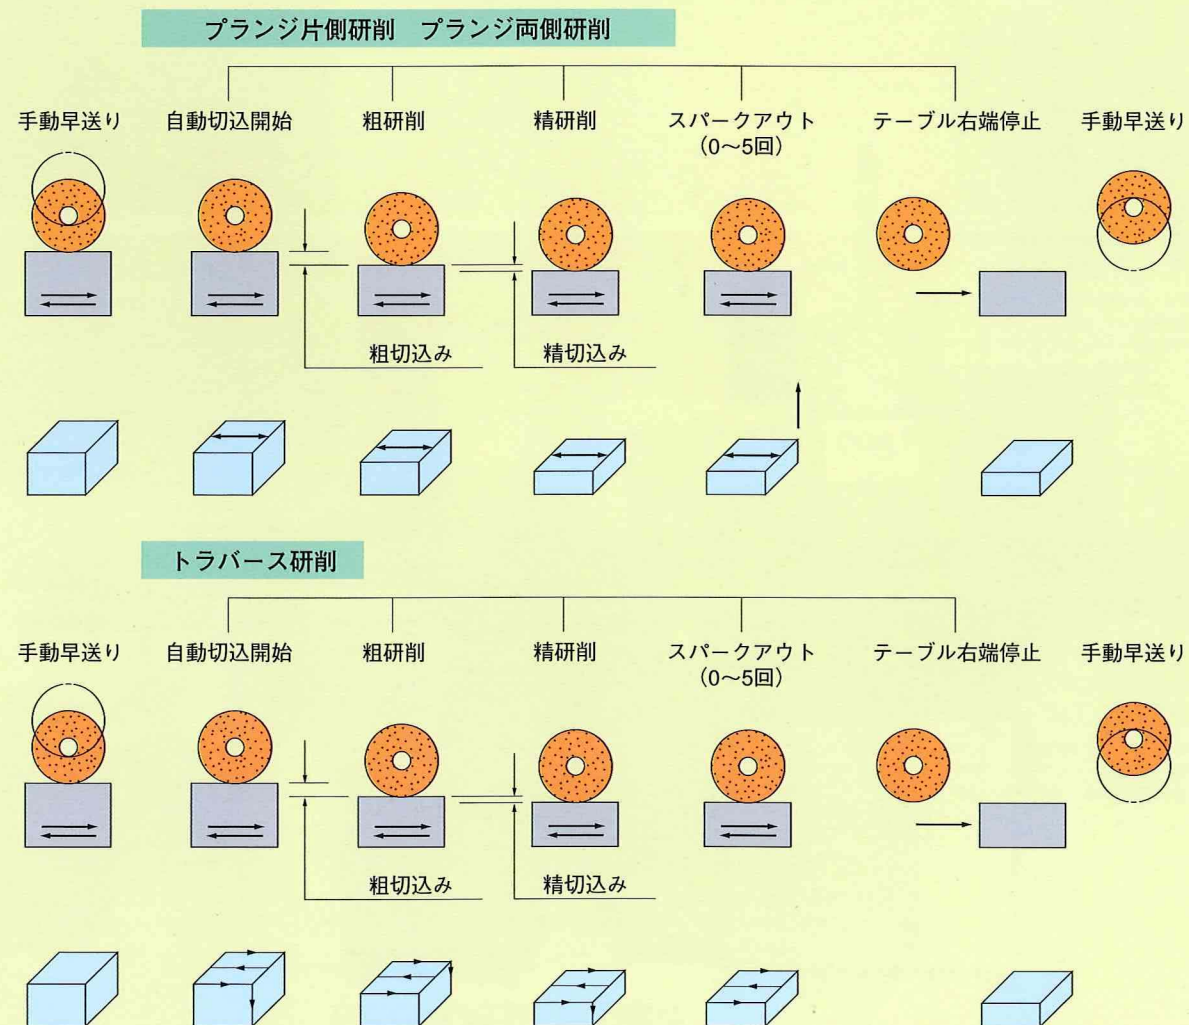 プランジ片側研削　プランジ両側研削
手動早送り
自動切込開始
粗研削
精研削
スパークアウト
（0〜5回）
テーブル右端停止
手動早送り
粗切込み
精切込み
トラバース研削
手動早送り
自動切込開始
粗研削
精研削
スパークアウト
（0〜5回）
テーブル右端停止
手動早送り
粗切込み
精切込み